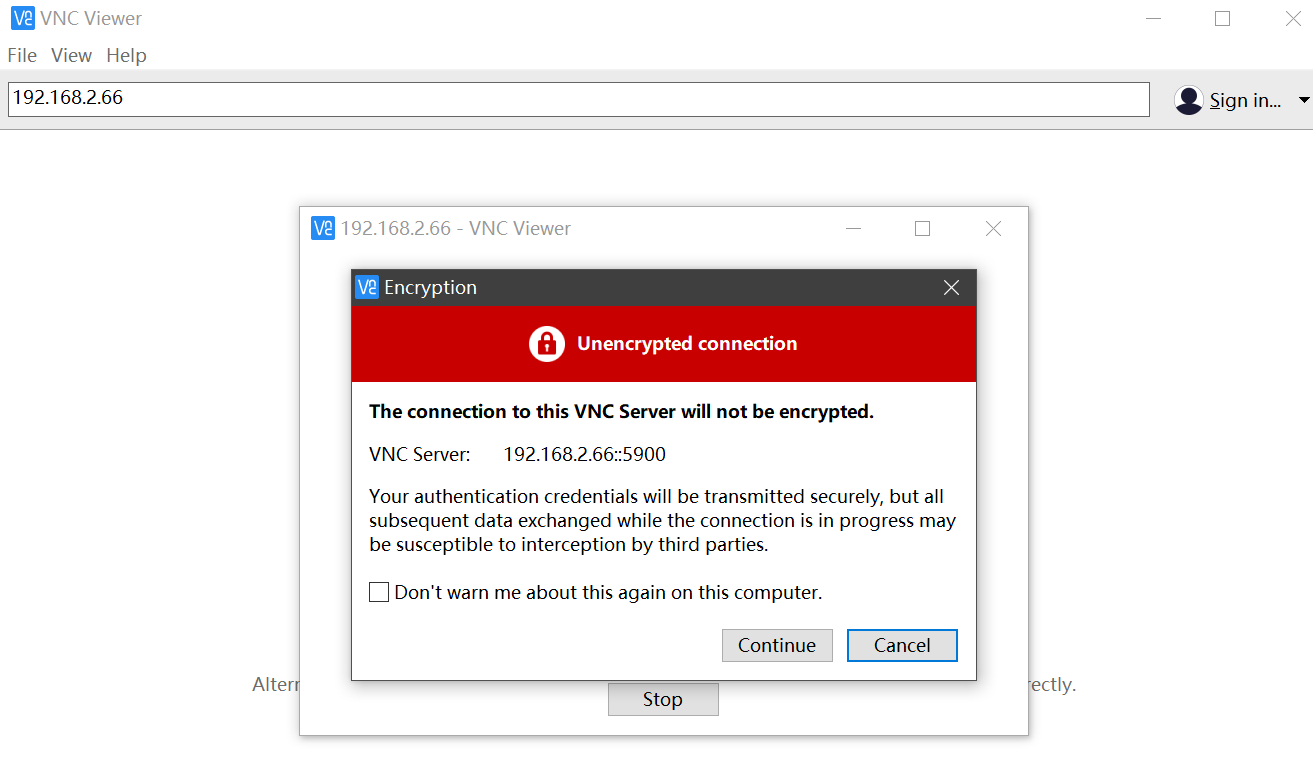 VNC Viewer
File View Help
192.168.2.66
Sign in...
192.168.2.66 - VNC Viewer
Encryption
Unencrypted connection
The connection to this VNC Server will not be encrypted.
VNC Server: 192.168.2.66::5900
Your authentication credentials will be transmitted securely, but all
subsequent data exchanged while the connection is in progress may
be susceptible to interception by third parties.
Don't warn me about this again on this computer.
Continue Cancel
Stop